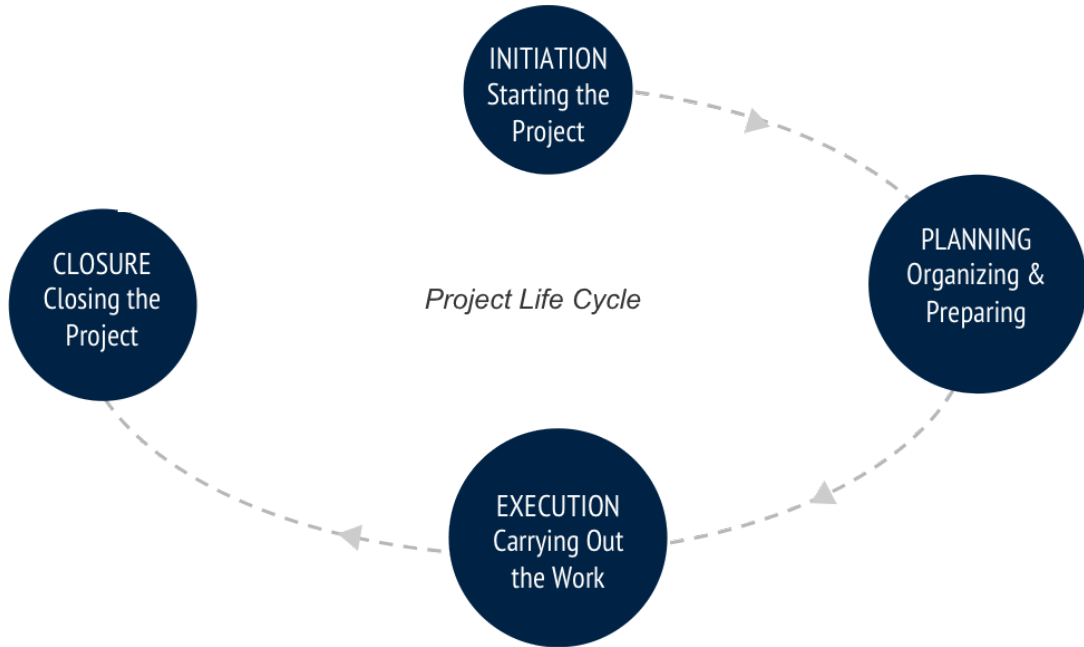 INITIATION
Starting the
Project
PLANNING
Organizing &
Preparing
CLOSURE
Closing the
Project
Project Life Cycle
EXECUTION
Carrying Out
the Work